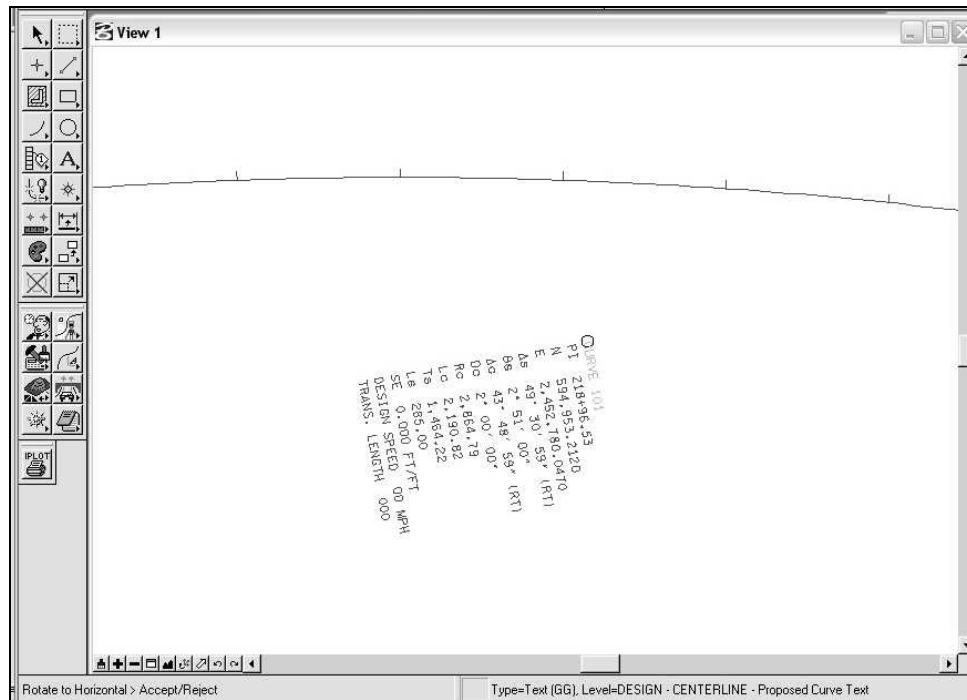 View 1
CURVE 101
PI 218+96.53
N 594,953.2120
E 2,452,780.0470
Δs 49° 30' 59" (RT)
θs 2° 51' 00"
Δc 43° 48' 59" (RT)
Dc 2° 00' 00"
Rc 2,864.79
Lc 2,190.82
Ts 1,464.22
Ls 285.00
SE 0.000 FT/FT
DESIGN SPEED 00 MPH
TRANS. LENGTH 000
IPLOT
Rotate to Horizontal > Accept/Reject
Type=Text (GG), Level=DESIGN - CENTERLINE - Proposed Curve Text